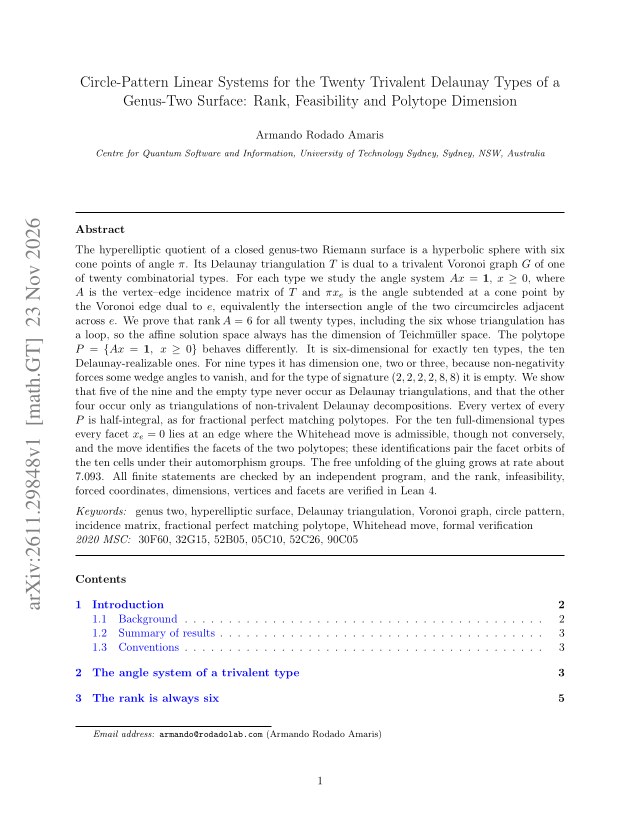 Circle-Pattern Linear Systems for the Twenty Trivalent Delaunay Types of a
Genus-Two Surface: Rank, Feasibility and Polytope Dimension
Armando Rodado Amaris
Centre for Quantum Software and Information, University of Technology Sydney, Sydney, NSW, Australia
arXiv:2611.29848v1 [math.GT] 23 Nov 2026
Abstract
The hyperelliptic quotient of a closed genus-two Riemann surface is a hyperbolic sphere with six
cone points of angle π. Its Delaunay triangulation T is dual to a trivalent Voronoi graph G of one
of twenty combinatorial types. For each type we study the angle system Ax = 1, x ≥ 0, where
A is the vertex–edge incidence matrix of T and πxₑ is the angle subtended at a cone point by
the Voronoi edge dual to e, equivalently the intersection angle of the two circumcircles adjacent
across e. We prove that rank A = 6 for all twenty types, including the six whose triangulation has
a loop, so the affine solution space always has the dimension of Teichmüller space. The polytope
P = {Ax = 1, x ≥ 0} behaves differently. It is six-dimensional for exactly ten types, the ten
Delaunay-realizable ones. For nine types it has dimension one, two or three, because non-negativity
forces some wedge angles to vanish, and for the type of signature (2, 2, 2, 2, 8, 8) it is empty. We show
that five of the nine and the empty type never occur as Delaunay triangulations, and that the other
four occur only as triangulations of non-trivalent Delaunay decompositions. Every vertex of every
P is half-integral, as for fractional perfect matching polytopes. For the ten full-dimensional types
every facet xₑ = 0 lies at an edge where the Whitehead move is admissible, though not conversely,
and the move identifies the facets of the two polytopes; these identifications pair the facet orbits
of the ten cells under their automorphism groups. The free unfolding of the gluing grows at rate about
7.093. All finite statements are checked by an independent program, and the rank, infeasibility,
forced coordinates, dimensions, vertices and facets are verified in Lean 4.
Keywords: genus two, hyperelliptic surface, Delaunay triangulation, Voronoi graph, circle pattern,
incidence matrix, fractional perfect matching polytope, Whitehead move, formal verification
2020 MSC: 30F60, 32G15, 52B05, 05C10, 52C26, 90C05
Contents
1 Introduction 2
1.1 Background . . . . . . . . . . . . . . . . . . . . . . . . . . . . . . . . . . . . . . 2
1.2 Summary of results . . . . . . . . . . . . . . . . . . . . . . . . . . . . . . . . . . 3
1.3 Conventions . . . . . . . . . . . . . . . . . . . . . . . . . . . . . . . . . . . . . . 3
2 The angle system of a trivalent type 3
3 The rank is always six 5
Email address: armando@rodadolab.com (Armando Rodado Amaris)
1